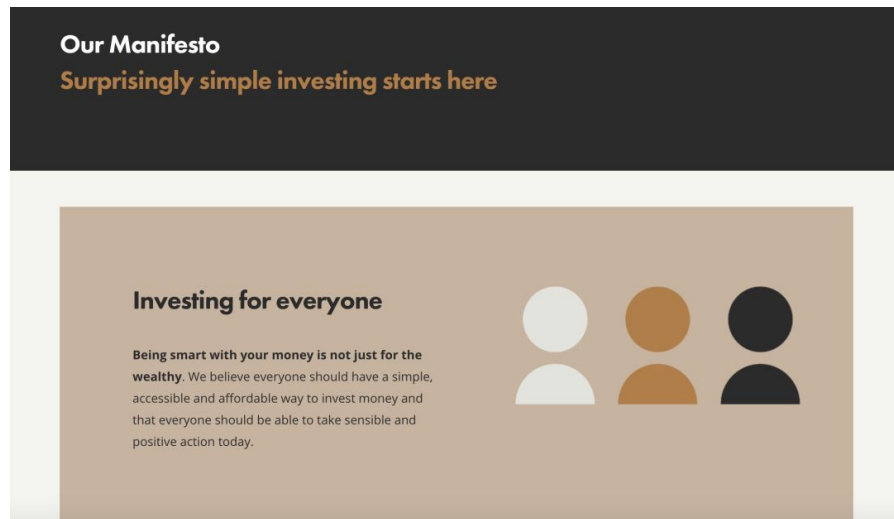 Our Manifesto
Surprisingly simple investing starts here
Investing for everyone
Being smart with your money is not just for the
wealthy. We believe everyone should have a simple,
accessible and affordable way to invest money and
that everyone should be able to take sensible and
positive action today.